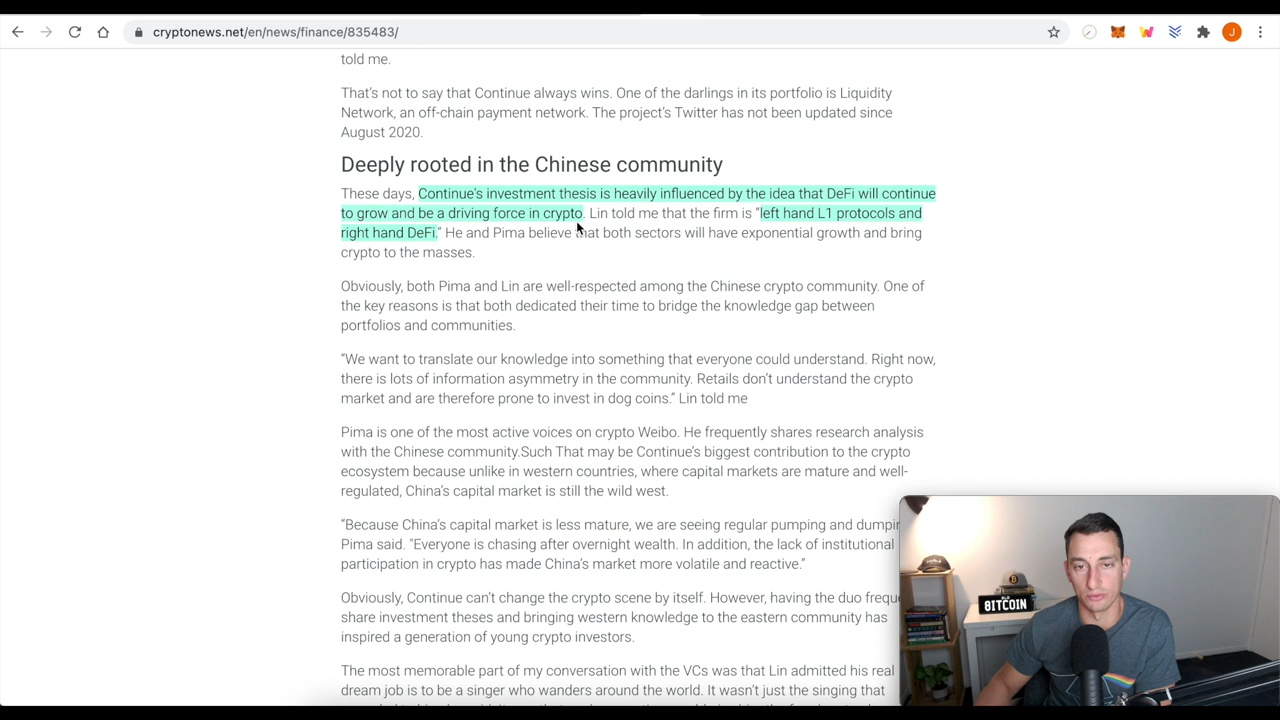 cryptonews.net/en/news/finance/835483/
J
told me.
That's not to say that Continue always wins. One of the darlings in its portfolio is Liquidity
Network, an off-chain payment network. The project's Twitter has not been updated since
August 2020.
Deeply rooted in the Chinese community
These days, Continue's investment thesis is heavily influenced by the idea that DeFi will continue
to grow and be a driving force in crypto. Lin told me that the firm is "left hand L1 protocols and
right hand DeFi." He and Pima believe that both sectors will have exponential growth and bring
crypto to the masses.
Obviously, both Pima and Lin are well-respected among the Chinese crypto community. One of
the key reasons is that both dedicated their time to bridge the knowledge gap between
portfolios and communities.
“We want to translate our knowledge into something that everyone could understand. Right now,
there is lots of information asymmetry in the community. Retails don’t understand the crypto
market and are therefore prone to invest in dog coins.” Lin told me
Pima is one of the most active voices on crypto Weibo. He frequently shares research analysis
with the Chinese community.Such That may be Continue’s biggest contribution to the crypto
ecosystem because unlike in western countries, where capital markets are mature and well-
regulated, China’s capital market is still the wild west.
“Because China’s capital market is less mature, we are seeing regular pumping and
Pima said. "Everyone is chasing after overnight wealth. In addition, the lack of institutional
participation in crypto has made China’s market more volatile and reactive.”
Obviously, Continue can’t change the crypto scene by itself. However, having the duo
share investment theses and bringing western knowledge to the eastern community has
inspired a generation of young crypto investors.
The most memorable part of my conversation with the VCs was that Lin admitted his real
dream job is to be a singer who wanders around the world. It wasn’t just the singing that
BITCOIN